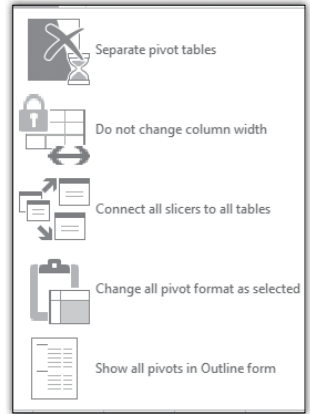 Separate pivot tables
Do not change column width
Connect all slicers to all tables
Change all pivot format as selected
Show all pivots in Outline form